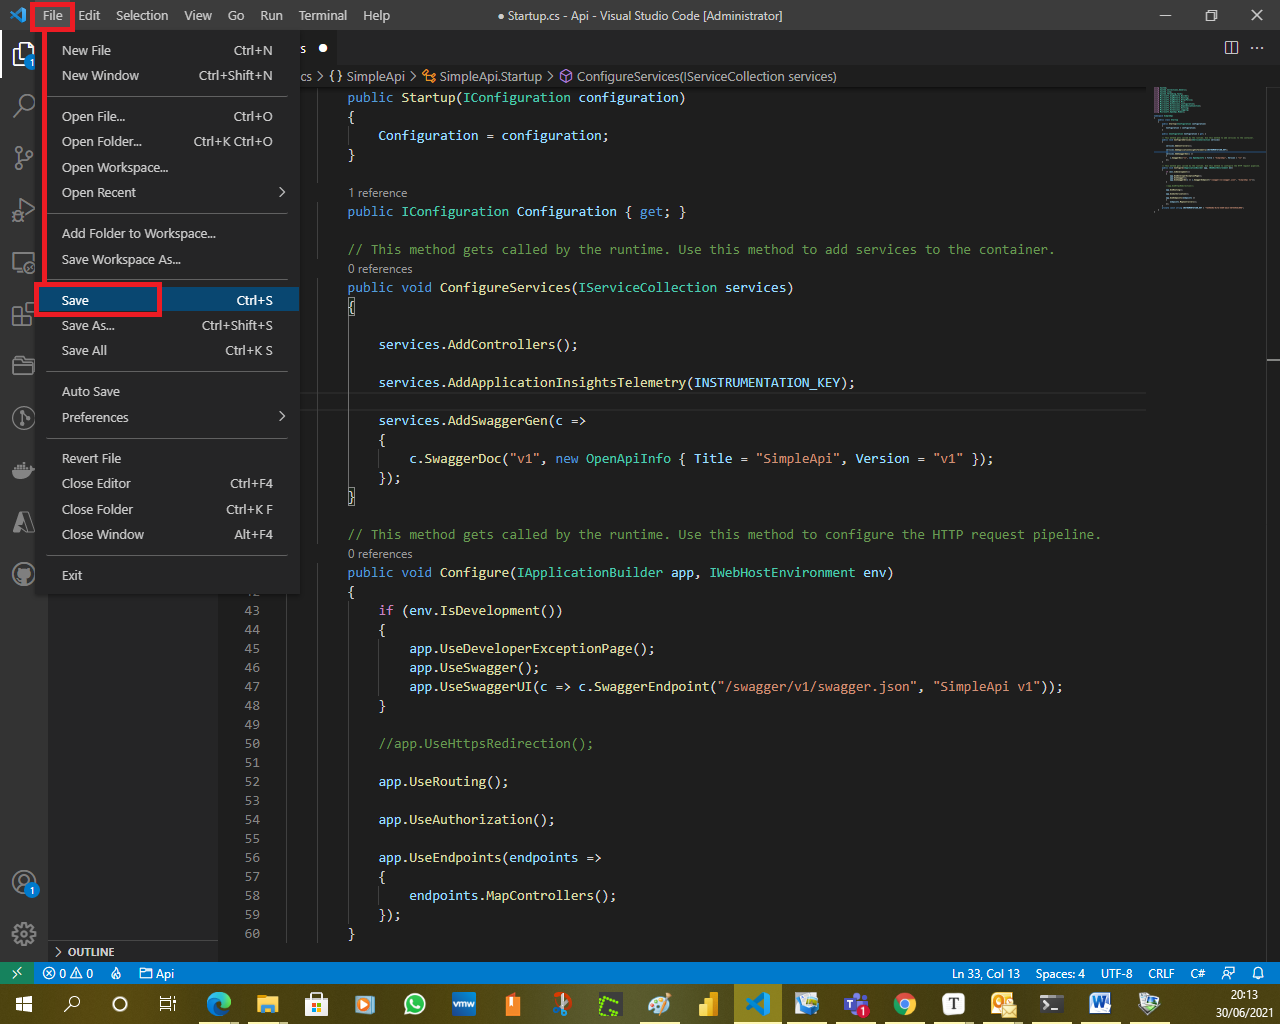 File Edit Selection View Go Run Terminal Help
● Startup.cs - Api - Visual Studio Code [Administrator]
New File Ctrl+N
New Window Ctrl+Shift+N
Open File... Ctrl+O
Open Folder... Ctrl+K Ctrl+O
Open Workspace...
Open Recent
Add Folder to Workspace...
Save Workspace As...
Save Ctrl+S
Save As... Ctrl+Shift+S
Save All Ctrl+K S
Auto Save
Preferences
Revert File
Close Editor Ctrl+F4
Close Folder Ctrl+K F
Close Window Alt+F4
Exit
1
s
cs > {} SimpleApi > SimpleApi.Startup > ConfigureServices(IServiceCollection services)
public Startup(IConfiguration configuration)
{
Configuration = configuration;
}
1 reference
public IConfiguration Configuration { get; }
// This method gets called by the runtime. Use this method to add services to the container.
0 references
public void ConfigureServices(IServiceCollection services)
{
services.AddControllers();
services.AddApplicationInsightsTelemetry(INSTRUMENTATION_KEY);
services.AddSwaggerGen(c =>
{
c.SwaggerDoc("v1", new OpenApiInfo { Title = "SimpleApi", Version = "v1" });
});
}
// This method gets called by the runtime. Use this method to configure the HTTP request pipeline.
0 references
public void Configure(IApplicationBuilder app, IWebHostEnvironment env)
42 {
43 if (env.IsDevelopment())
44 {
45 app.UseDeveloperExceptionPage();
46 app.UseSwagger();
47 app.UseSwaggerUI(c => c.SwaggerEndpoint("/swagger/v1/swagger.json", "SimpleApi v1"));
48 }
49
50 //app.UseHttpsRedirection();
51
52 app.UseRouting();
53
54 app.UseAuthorization();
55
56 app.UseEndpoints(endpoints =>
57 {
58 endpoints.MapControllers();
59 });
60 }
1
OUTLINE
0 0 Api
Ln 33, Col 13 Spaces: 4 UTF-8 CRLF C#
vmw
1
T
W
20:13
30/06/2021